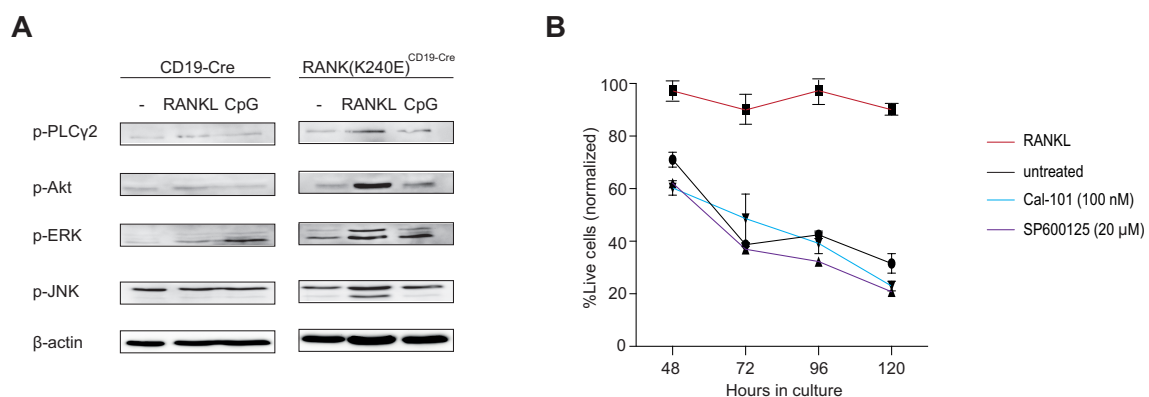 A
CD19-Cre
RANK(K240E)CD19-Cre
- RANKL CpG
- RANKL CpG
p-PLCγ2
p-Akt
p-ERK
p-JNK
β-actin
B
100
80
60
40
20
0
%Live cells (normalized)
48 72 96 120
Hours in culture
RANKL
untreated
Cal-101 (100 nM)
SP600125 (20 µM)